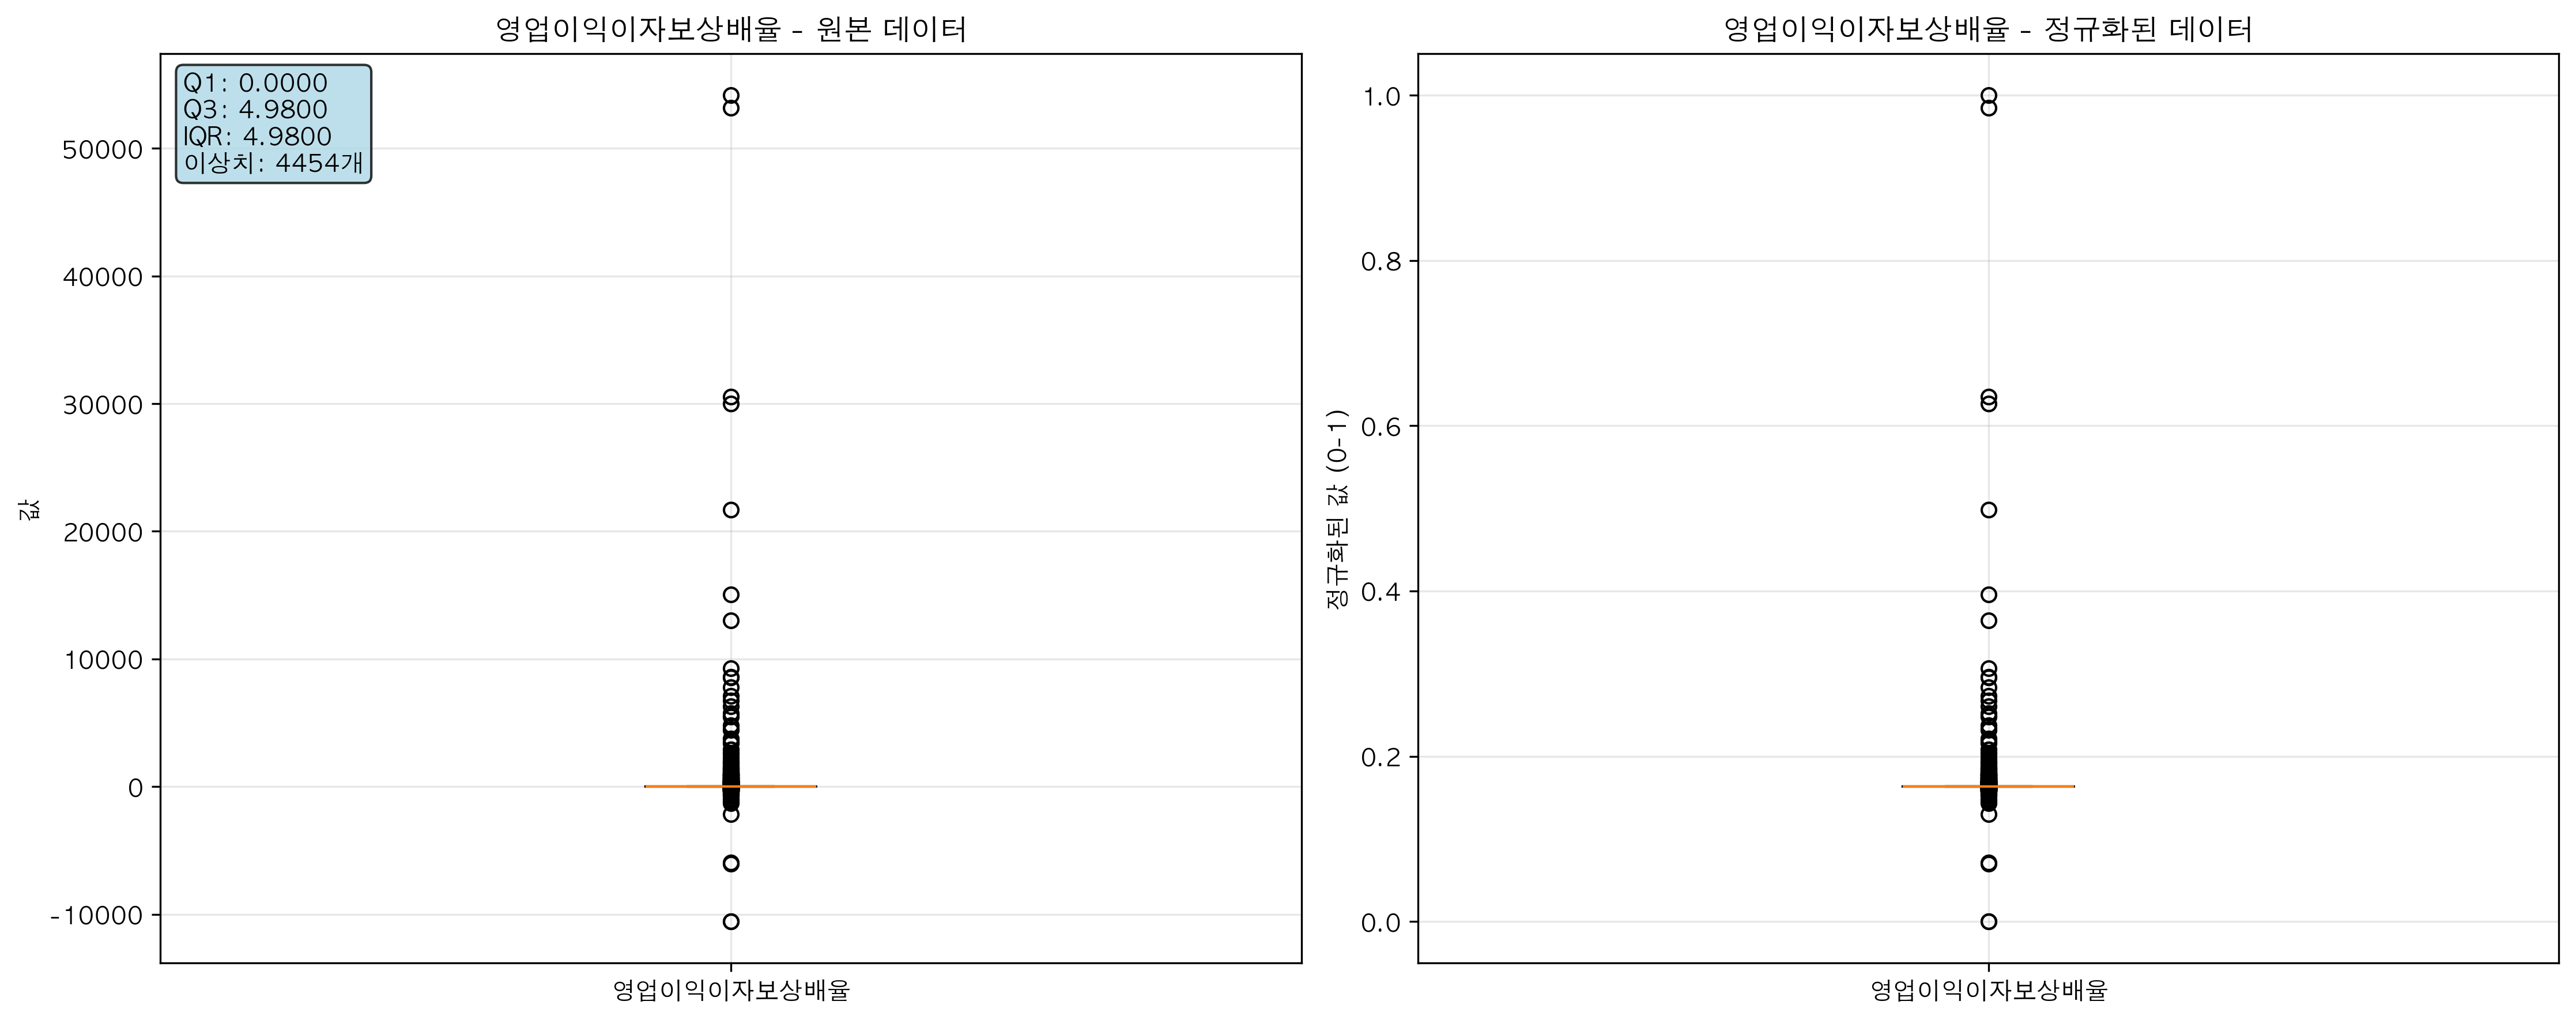 영업이익이자보상배율 - 원본 데이터
Q1: 0.0000
Q3: 4.9800
IQR: 4.9800
이상치: 4454개
값
50000
40000
30000
20000
10000
0
-10000
영업이익이자보상배율
영업이익이자보상배율 - 정규화된 데이터
정규화된 값 (0-1)
1.0
0.8
0.6
0.4
0.2
0.0
영업이익이자보상배율